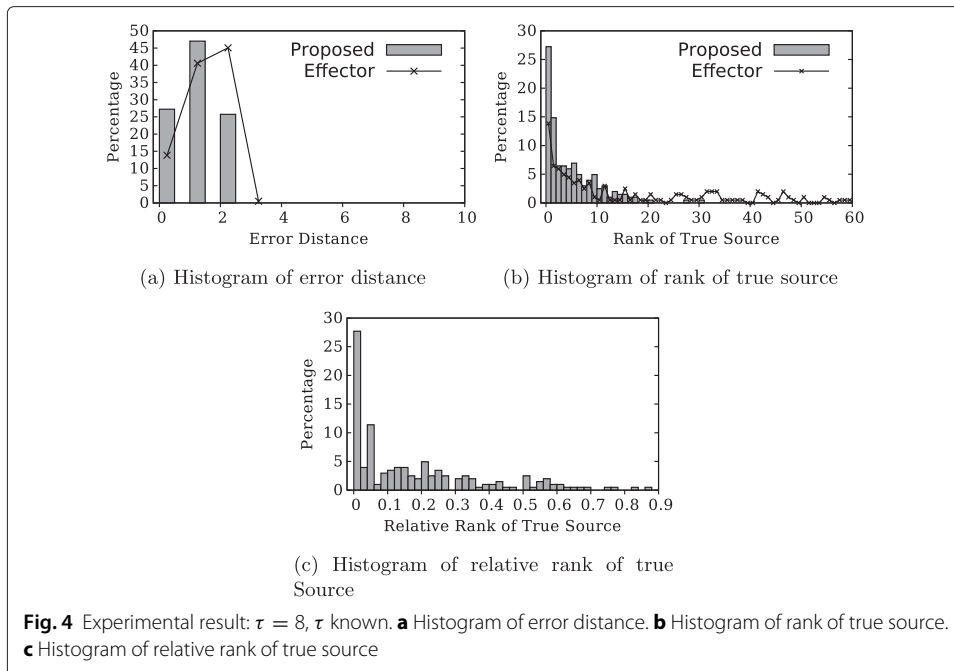 50
45
40
35
30
25
20
15
10
5
0
Percentage
Proposed
Effector
0 2 4 6 8 10
Error Distance
(a) Histogram of error distance
30
25
20
15
10
5
0
Percentage
Proposed
Effector
0 10 20 30 40 50 60
Rank of True Source
(b) Histogram of rank of true source
30
25
20
15
10
5
0
Percentage
0 0.1 0.2 0.3 0.4 0.5 0.6 0.7 0.8 0.9
Relative Rank of True Source
(c) Histogram of relative rank of true
Source
Fig. 4 Experimental result: τ = 8, τ known. a Histogram of error distance. b Histogram of rank of true source.
c Histogram of relative rank of true source